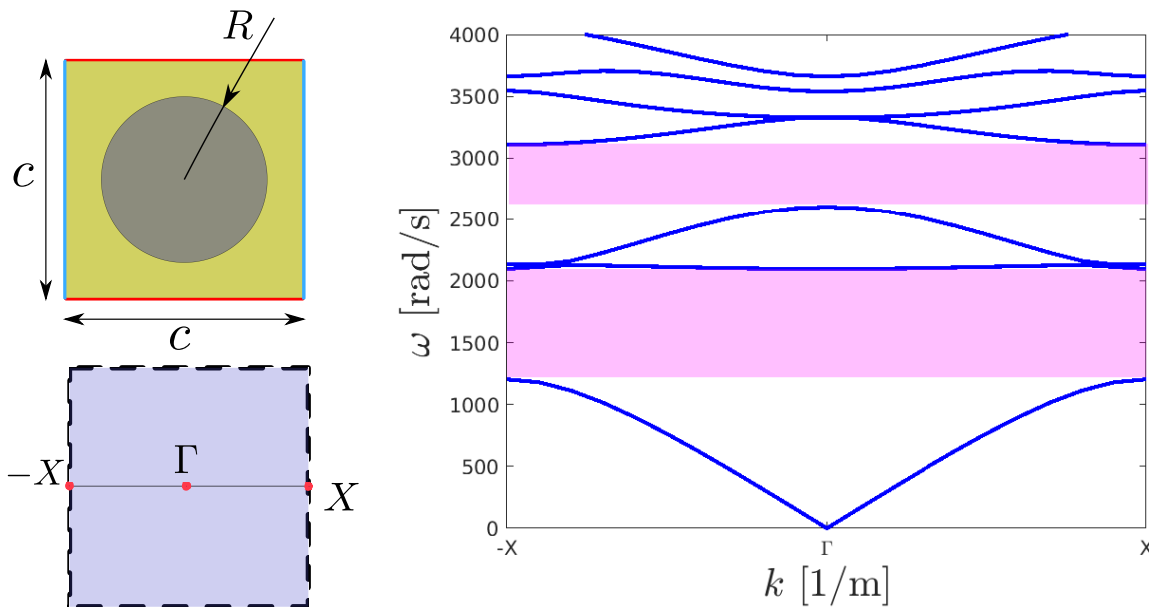 R
c
c
-X
Γ
X
ω [rad/s]
4000
3500
3000
2500
2000
1500
1000
500
0
-X
Γ
X
k [1/m]